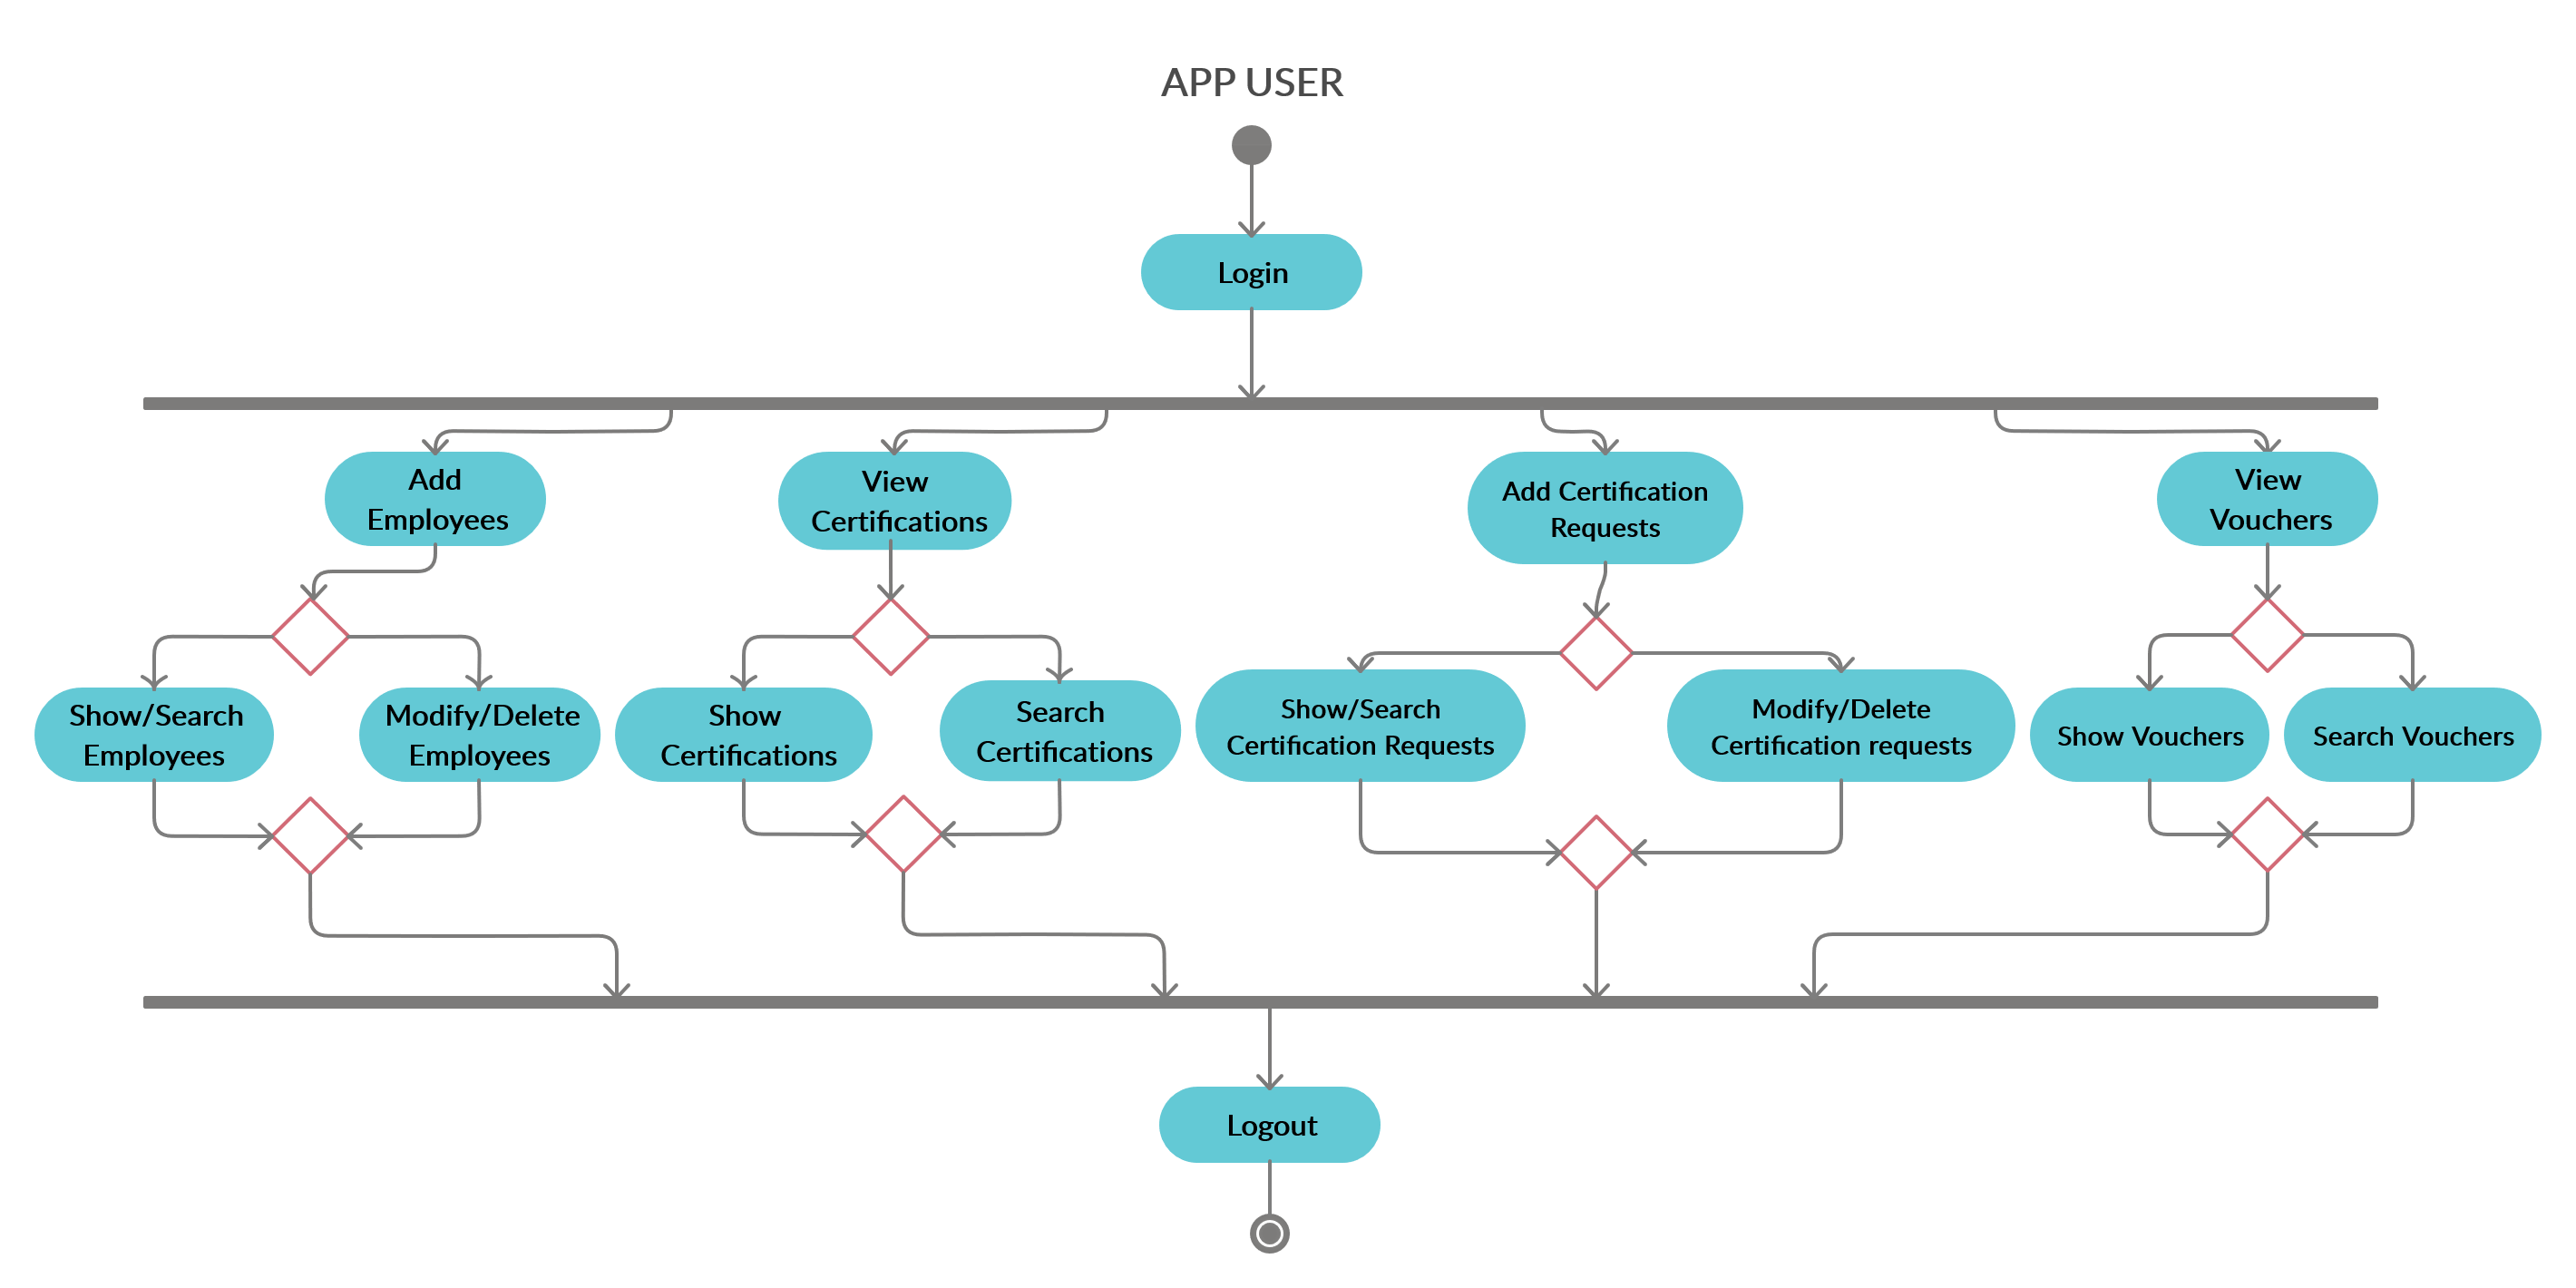 APP USER
Login
Add
Employees
View
Certifications
Add Certification
Requests
View
Vouchers
Show/Search
Employees
Modify/Delete
Employees
Show
Certifications
Search
Certifications
Show/Search
Certification Requests
Modify/Delete
Certification requests
Show Vouchers
Search Vouchers
Logout